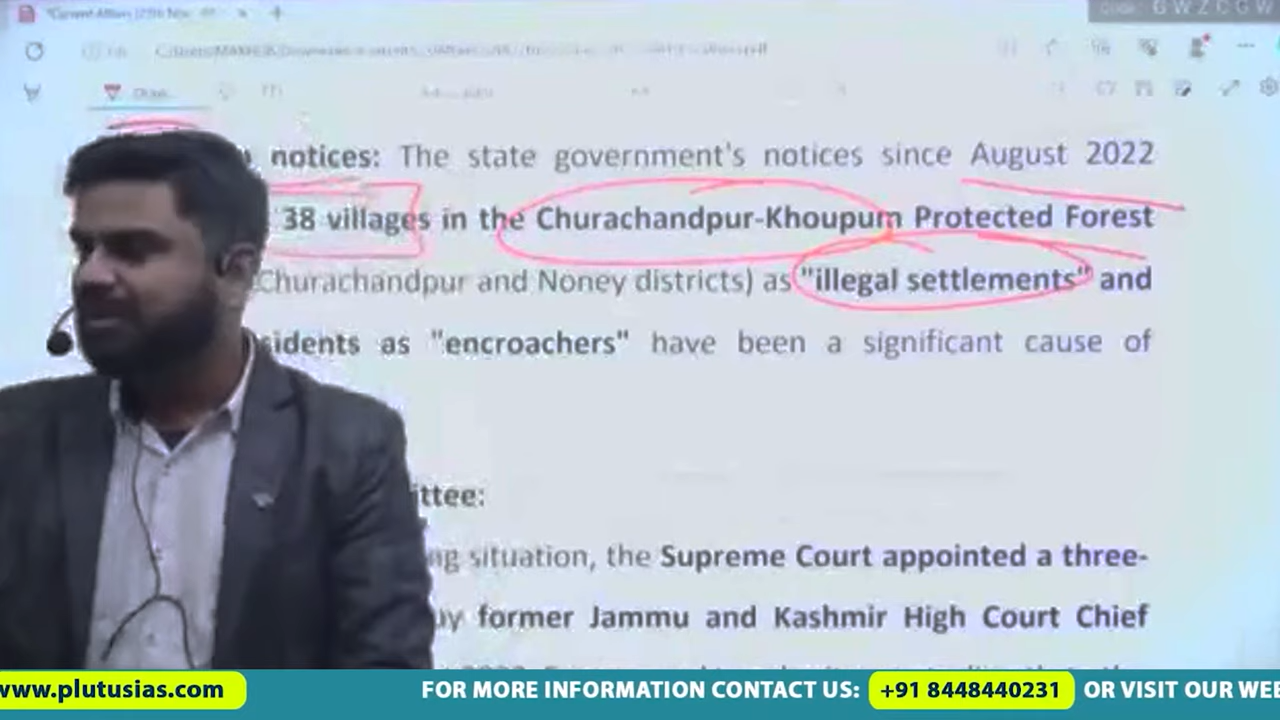 G W Z C G W
notices: The state government's notices since August 2022
38 villages in the Churachandpur-Khoupum Protected Forest
Churachandpur and Noney districts) as "illegal settlements" and
sidents as "encroachers" have been a significant cause of
ttee:
ng situation, the Supreme Court appointed a three-
by former Jammu and Kashmir High Court Chief
www.plutusias.com FOR MORE INFORMATION CONTACT US: +91 8448440231 OR VISIT OUR WEB